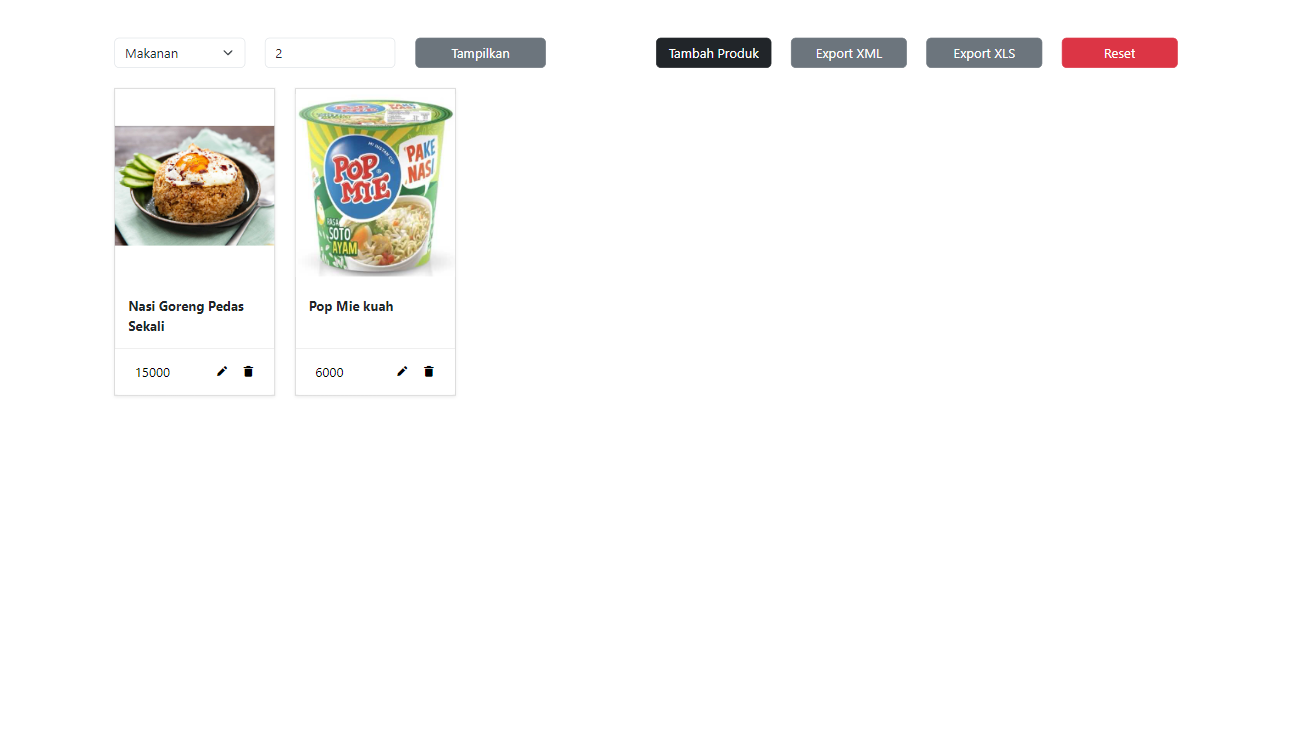 Makanan
2
Tampilkan
Tambah Produk
Export XML
Export XLS
Reset
POP
MIE
PAKE
NASI
RASA
SOTO
AYAM
Nasi Goreng Pedas
Sekali
15000
Pop Mie kuah
6000